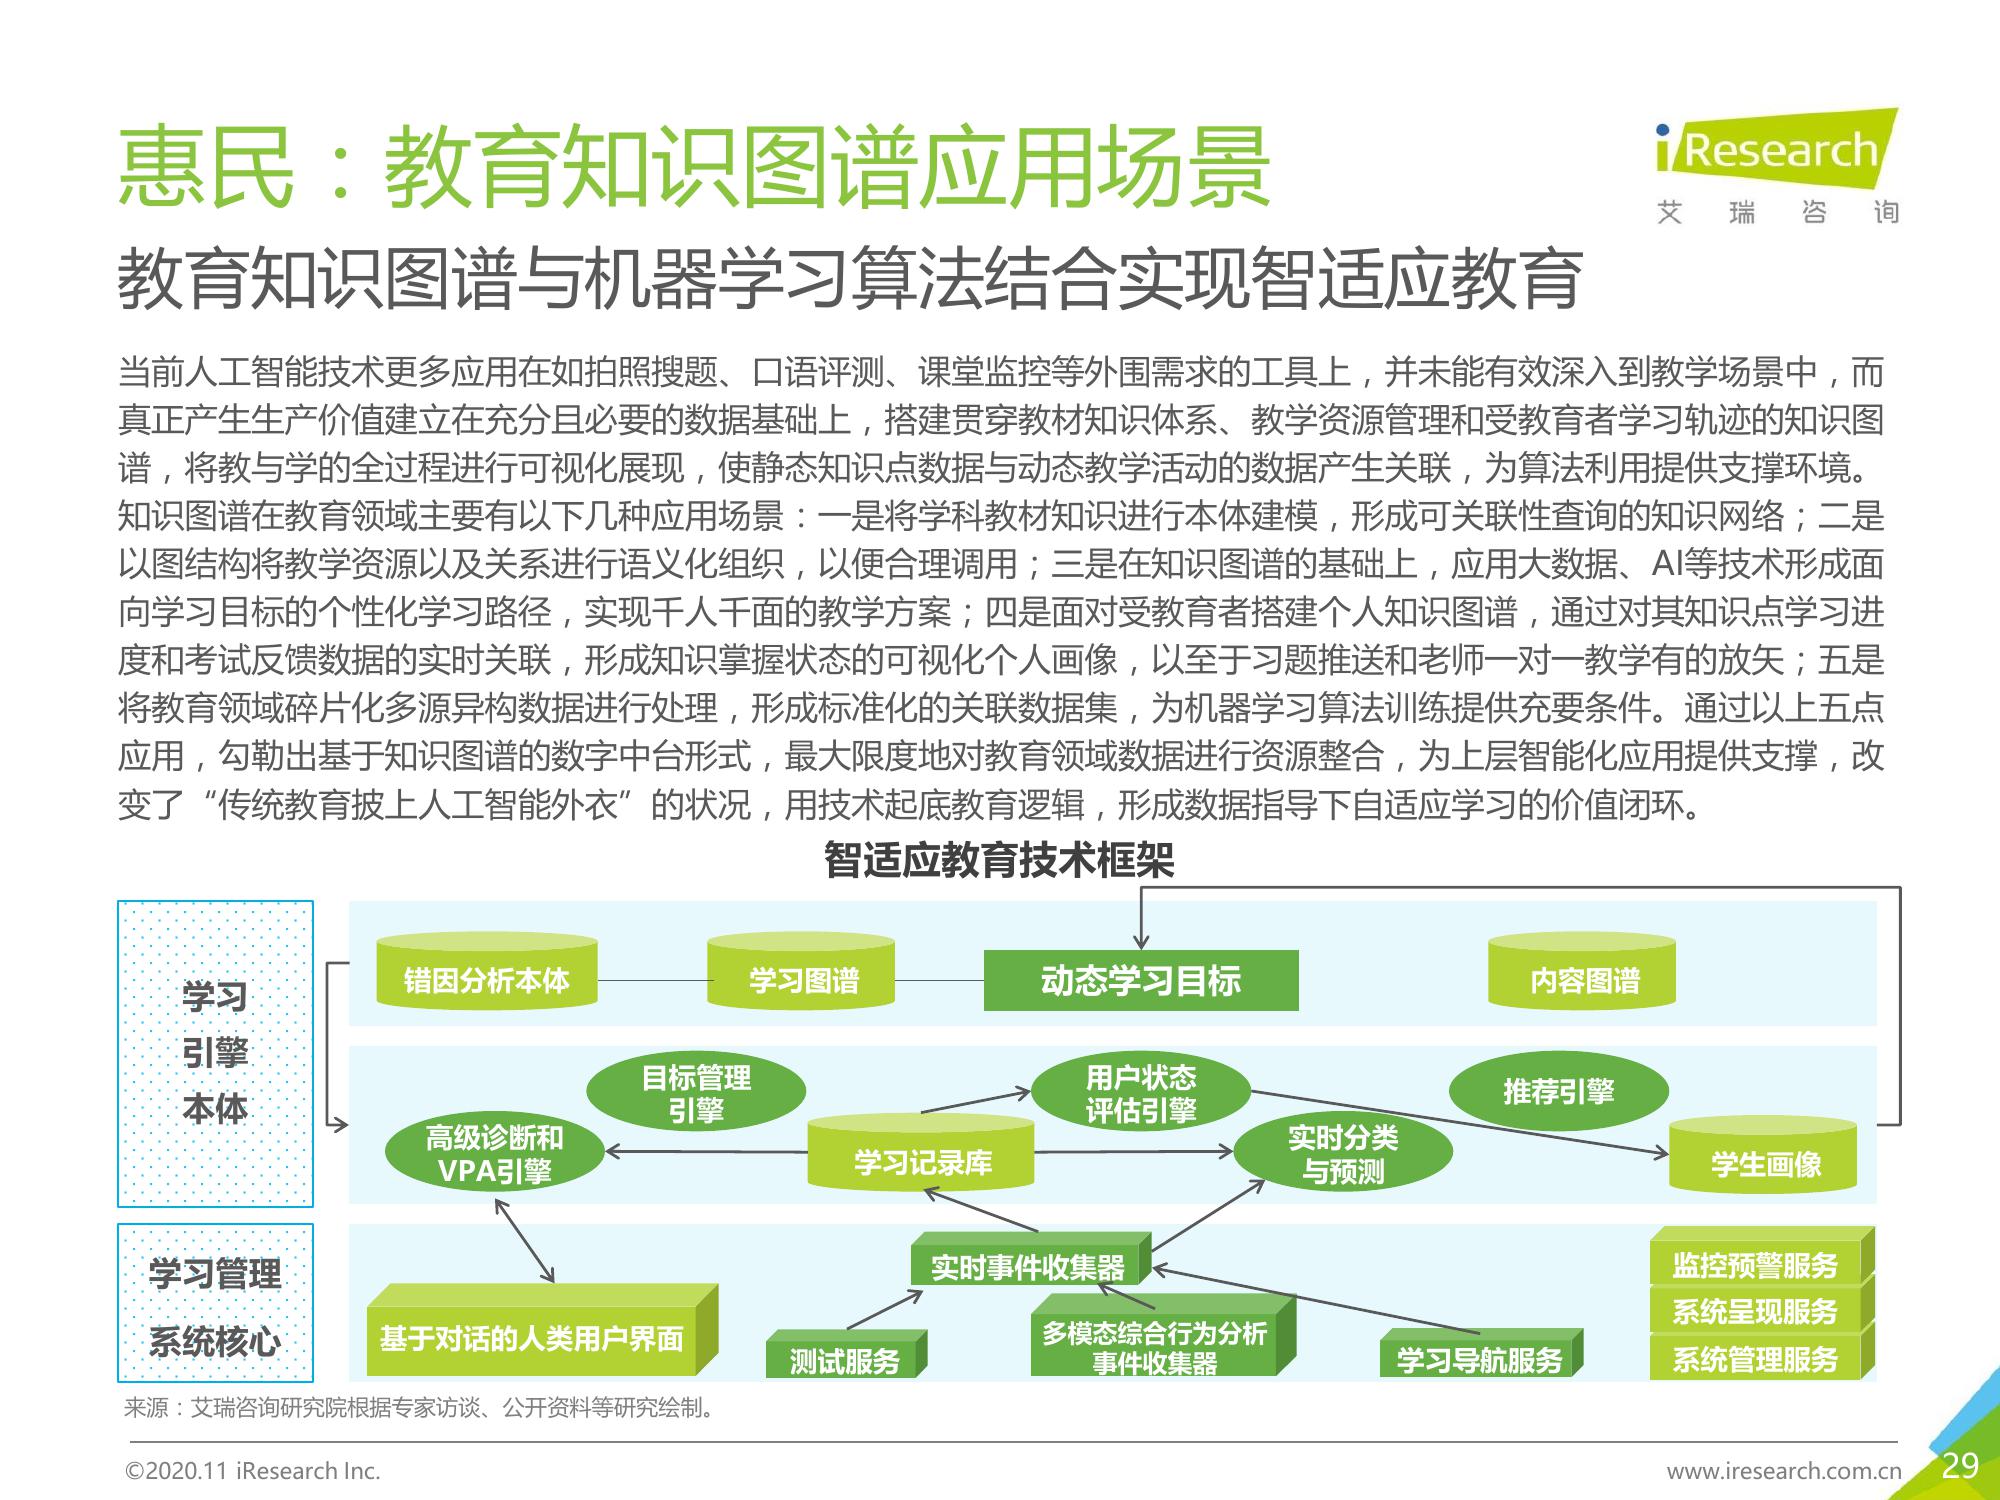 惠民：教育知识图谱应用场景
iResearch
艾瑞咨询
教育知识图谱与机器学习算法结合实现智适应教育
当前人工智能技术更多应用在如拍照搜题、口语评测、课堂监控等外围需求的工具上，并未能有效深入到教学场景中，而
真正产生生产价值建立在充分且必要的数据基础上，搭建贯穿教材知识体系、教学资源管理和受教育者学习轨迹的知识图
谱，将教与学的全过程进行可视化展现，使静态知识点数据与动态教学活动的数据产生关联，为算法利用提供支撑环境。
知识图谱在教育领域主要有以下几种应用场景：一是将学科教材知识进行本体建模，形成可关联性查询的知识网络；二是
以图结构将教学资源以及关系进行语义化组织，以便合理调用；三是在知识图谱的基础上，应用大数据、AI等技术形成面
向学习目标的个性化学习路径，实现千人千面的教学方案；四是面对受教育者搭建个人知识图谱，通过对其知识点学习进
度和考试反馈数据的实时关联，形成知识掌握状态的可视化个人画像，以至于习题推送和老师一对一教学有的放矢；五是
将教育领域碎片化多源异构数据进行处理，形成标准化的关联数据集，为机器学习算法训练提供充要条件。通过以上五点
应用，勾勒出基于知识图谱的数字中台形式，最大限度地对教育领域数据进行资源整合，为上层智能化应用提供支撑，改
变了“传统教育披上人工智能外衣”的状况，用技术起底教育逻辑，形成数据指导下自适应学习的价值闭环。
智适应教育技术框架
学习
引擎
本体
错因分析本体
学习图谱
动态学习目标
内容图谱
目标管理
引擎
用户状态
评估引擎
推荐引擎
高级诊断和
VPA引擎
学习记录库
实时分类
与预测
学生画像
学习管理
系统核心
实时事件收集器
基于对话的人类用户界面
测试服务
多模态综合行为分析
事件收集器
学习导航服务
监控预警服务
系统呈现服务
系统管理服务
来源：艾瑞咨询研究院根据专家访谈、公开资料等研究绘制。
©2020.11 iResearch Inc.
www.iresearch.com.cn
29